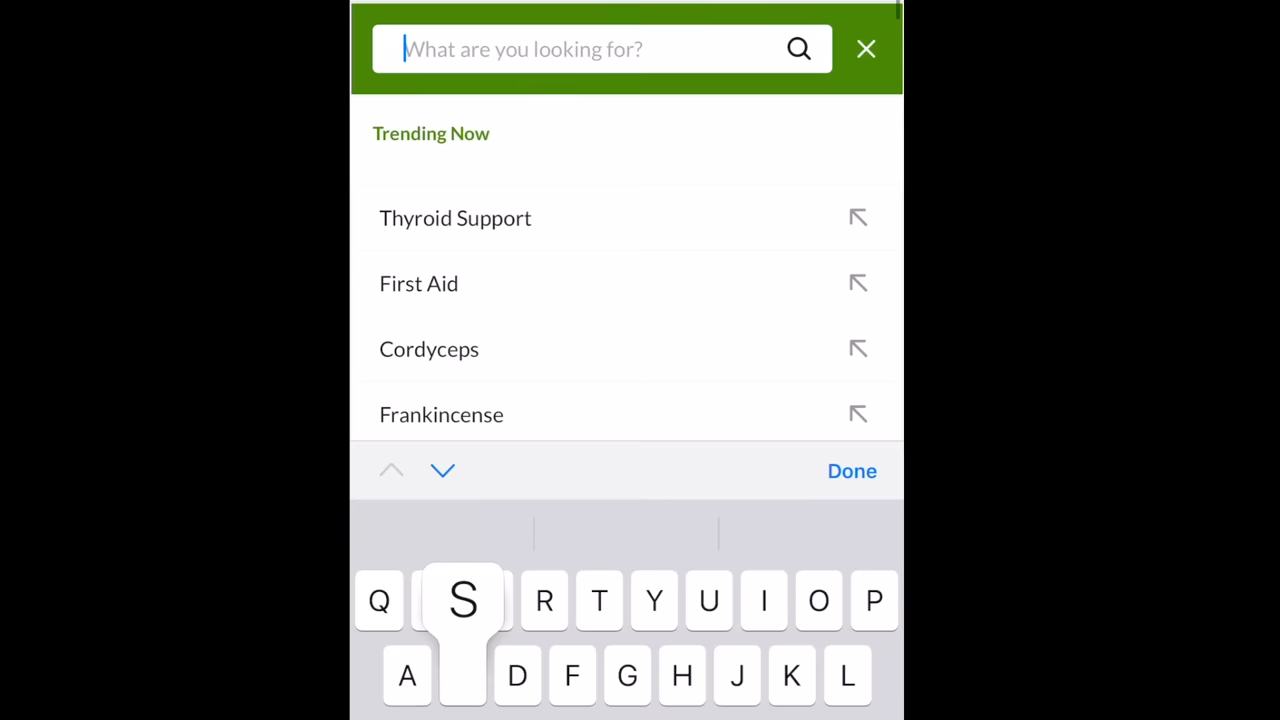 What are you looking for?
Trending Now
Thyroid Support
First Aid
Cordyceps
Frankincense
Done
Q S R T Y U I O P
A D F G H J K L